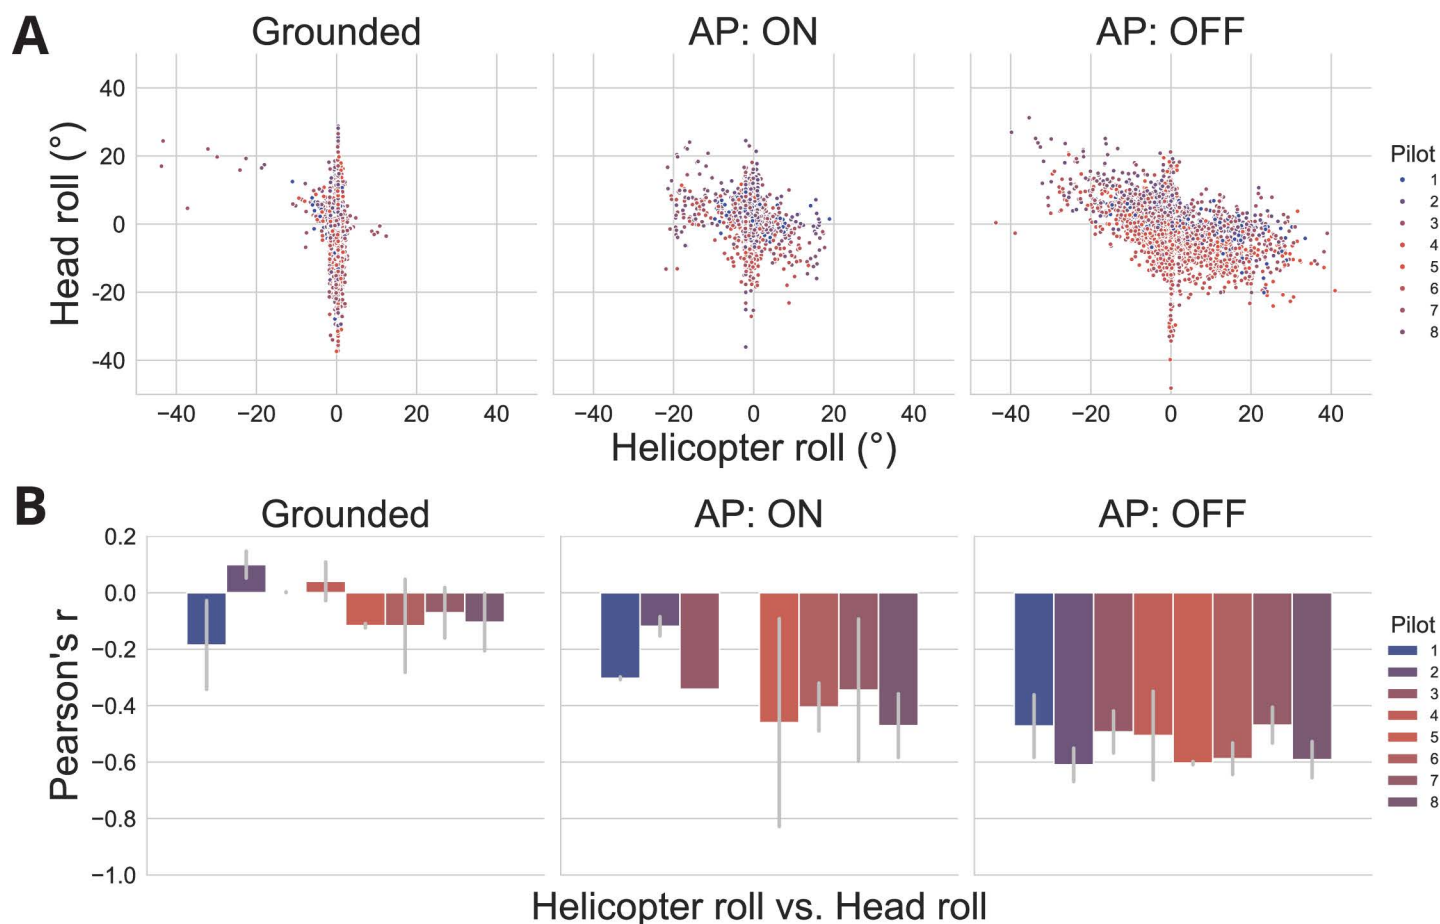 A
Grounded
AP: ON
AP: OFF
Head roll (°)
40
20
0
-20
-40
−40 −20 0 20 40
−40 −20 0 20 40
−40 −20 0 20 40
Helicopter roll (°)
Pilot
1
2
3
4
5
6
7
8
B
Grounded
AP: ON
AP: OFF
Pearson's r
0.2
0.0
−0.2
−0.4
−0.6
−0.8
−1.0
Pilot
1
2
3
4
5
6
7
8
Helicopter roll vs. Head roll